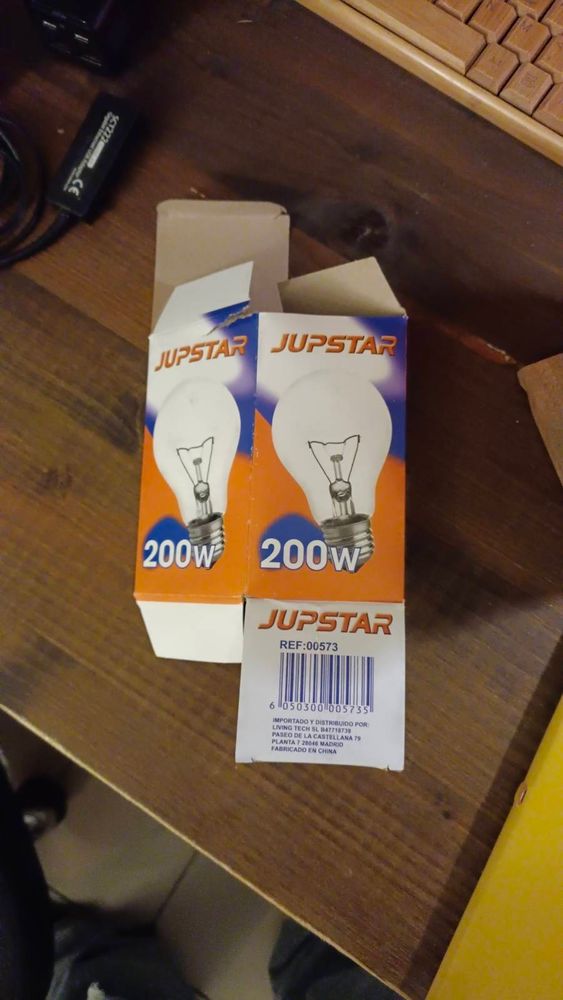 JUPSTAR
200W
JUPSTAR
200W
JUPSTAR
REF:00573
6 050300 005735
IMPORTADO Y DISTRIBUIDO POR:
LIVING TECH SL B47718739
PASEO DE LA CASTELLANA 79
PLANTA 7 28046 MADRID
FABRICADO EN CHINA
CE